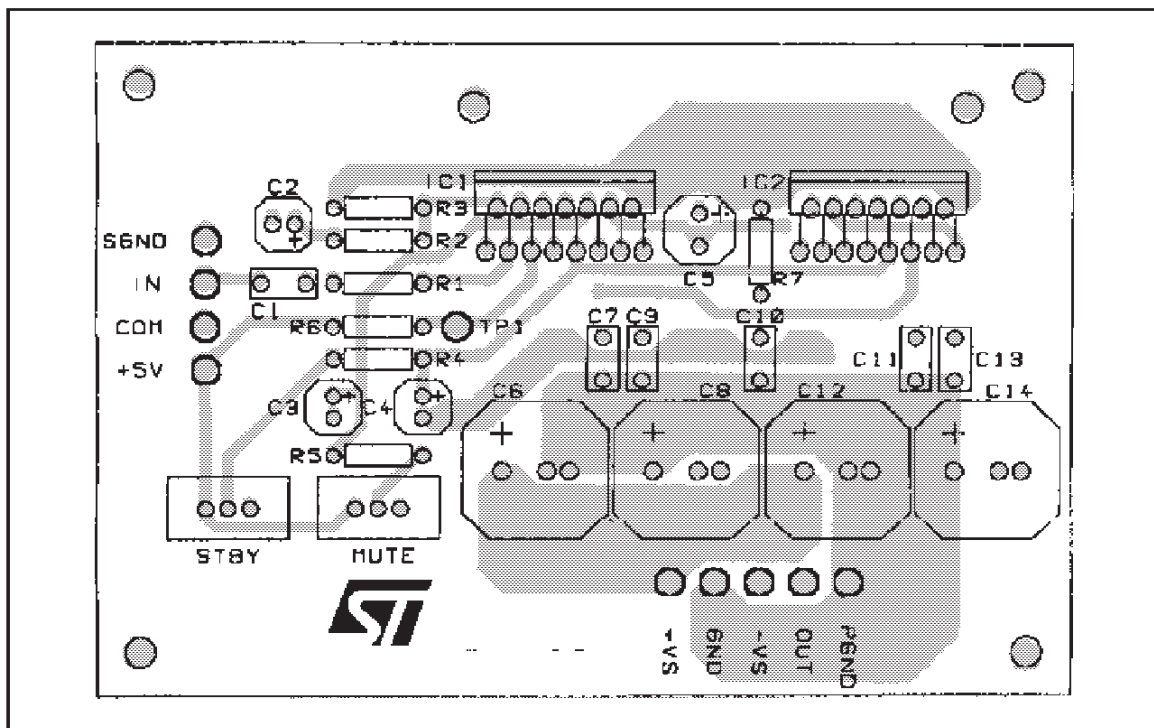 IC1
IC2
C2
R3
SGND
R2
C5
R7
IN
C1
R1
COM
R6
TP1
C7
C9
C10
+5V
R4
C11
C13
C3
C4
C6
C8
C12
C14
R5
STBY
MUTE
ST
+VS
GND
-VS
OUT
PGND